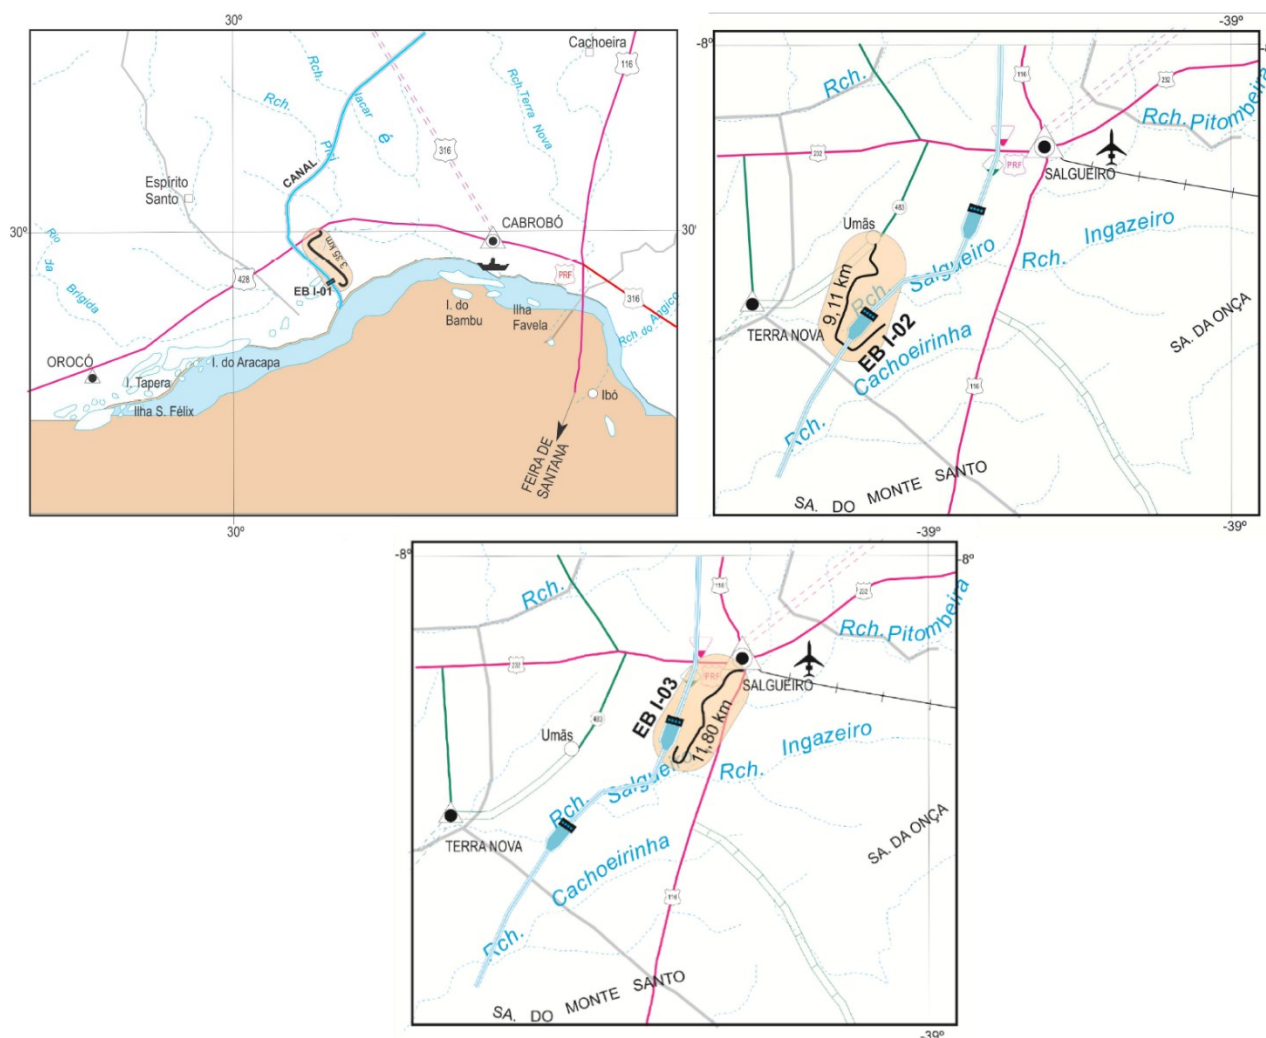 30º
Cachoeira
116
Rch.
Jacaré
Rch.
Rch.Terra Nova
316
CANAL
Espírito
Santo
CABROBÓ
30º
30'
Rio
da
Brígida
3,35 km
EB I-01
428
PRF
316
I. do
Bambu
Ilha
Favela
Rch.do Angico
OROCÓ
I. do Aracapa
I. Tapera
Ilha S. Félix
Ibó
FEIRA DE
SANTANA
30º
-39º
-8º
116
232
Rch.
Rch. Pitombeira
232
PRF
SALGUEIRO
483
Umãs
Ingazeiro
Rch.
Salgueiro
Rch.
9,11 km
TERRA NOVA
EB I-02
Cachoeirinha
SA. DA ONÇA
116
Rch.
SA. DO MONTE SANTO
-39º
-39º
-8º
-8º
116
232
Rch.
Rch. Pitombeira
232
PRF
SALGUEIRO
EB I-03
11,80 km
483
Umãs
Ingazeiro
Rch.
Salgueiro
Rch.
TERRA NOVA
Cachoeirinha
SA. DA ONÇA
116
Rch.
SA. DO MONTE SANTO
-39º